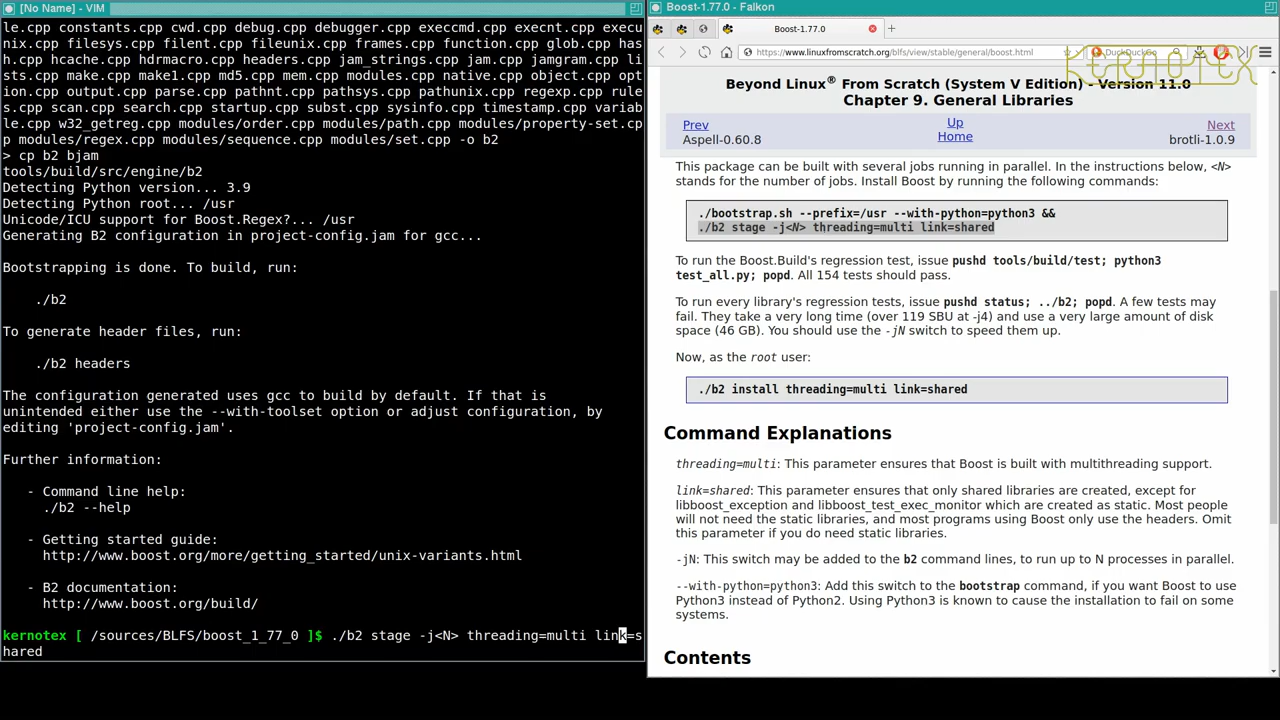 [No Name] - VIM
le.cpp constants.cpp cwd.cpp debug.cpp debugger.cpp execcmd.cpp execnt.cpp execu
nix.cpp filesys.cpp filent.cpp fileunix.cpp frames.cpp function.cpp glob.cpp has
h.cpp hcache.cpp hdrmacro.cpp headers.cpp jam_strings.cpp jam.cpp jamgram.cpp li
sts.cpp make.cpp make1.cpp md5.cpp mem.cpp modules.cpp native.cpp object.cpp opt
ion.cpp output.cpp parse.cpp pathnt.cpp pathsys.cpp pathunix.cpp regexp.cpp rule
s.cpp scan.cpp search.cpp startup.cpp subst.cpp sysinfo.cpp timestamp.cpp variab
le.cpp w32_getreg.cpp modules/order.cpp modules/path.cpp modules/property-set.cp
p modules/regex.cpp modules/sequence.cpp modules/set.cpp -o b2
> cp b2 bjam
tools/build/src/engine/b2
Detecting Python version... 3.9
Detecting Python root... /usr
Unicode/ICU support for Boost.Regex?... /usr
Generating B2 configuration in project-config.jam for gcc...
Bootstrapping is done. To build, run:
./b2
To generate header files, run:
./b2 headers
The configuration generated uses gcc to build by default. If that is
unintended either use the --with-toolset option or adjust configuration, by
editing 'project-config.jam'.
Further information:
- Command line help:
./b2 --help
- Getting started guide:
http://www.boost.org/more/getting_started/unix-variants.html
- B2 documentation:
http://www.boost.org/build/
kernotex [ /sources/BLFS/boost_1_77_0 ]$ ./b2 stage -j<N> threading=multi link=s
hared
Boost-1.77.0 - Falkon
Boost-1.77.0
https://www.linuxfromscratch.org/blfs/view/stable/general/boost.html
DuckDuckGo
KERNOTEX
Beyond Linux® From Scratch (System V Edition) - Version 11.0
Chapter 9. General Libraries
Prev
Up
Next
Aspell-0.60.8
Home
brotli-1.0.9
This package can be built with several jobs running in parallel. In the instructions below, <N>
stands for the number of jobs. Install Boost by running the following commands:
./bootstrap.sh --prefix=/usr --with-python=python3 &&
./b2 stage -j<N> threading=multi link=shared
To run the Boost.Build's regression test, issue pushd tools/build/test; python3
test_all.py; popd. All 154 tests should pass.
To run every library's regression tests, issue pushd status; ../b2; popd. A few tests may
fail. They take a very long time (over 119 SBU at -j4) and use a very large amount of disk
space (46 GB). You should use the -jN switch to speed them up.
Now, as the root user:
./b2 install threading=multi link=shared
Command Explanations
threading=multi: This parameter ensures that Boost is built with multithreading support.
link=shared: This parameter ensures that only shared libraries are created, except for
libboost_exception and libboost_test_exec_monitor which are created as static. Most people
will not need the static libraries, and most programs using Boost only use the headers. Omit
this parameter if you do need static libraries.
-jN: This switch may be added to the b2 command lines, to run up to N processes in parallel.
--with-python=python3: Add this switch to the bootstrap command, if you want Boost to use
Python3 instead of Python2. Using Python3 is known to cause the installation to fail on some
systems.
Contents